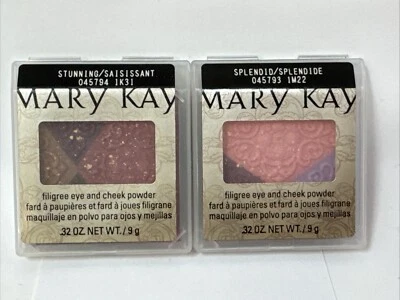 STUNNING/SAISISSANT
045794 1K31
MARY KAY
filigree eye and cheek powder
fard à paupières et fard à joues filigrane
maquillaje en polvo para ojos y mejillas
.32 OZ. NET WT. / 9 g
SPLENDID/SPLENDIDE
045793 1M22
MARY KAY
filigree eye and cheek powder
fard à paupières et fard à joues filigrane
maquillaje en polvo para ojos y mejillas
.32 OZ. NET WT. / 9 g